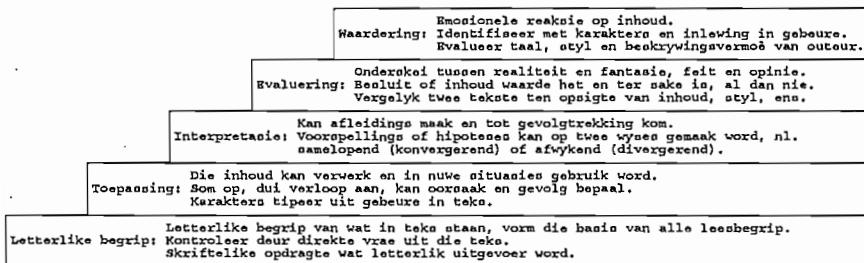 Emosionele reaksie op inhoud.
Waardering: Identifiseer met karakters en inlewing in gebeure.
Evalueer taal, styl en beskrywingsvermoë van outeur.
Onderskei tussen realiteit en fantasie, feit en opinie.
Evaluering: Besluit of inhoud waarde het en ter sake is, al dan nie.
Vergelyk twee tekste ten opsigte van inhoud, styl, ens.
Kan afleidings maak en tot gevolgtrekking kom.
Interpretasie: Voorspellings of hipoteses kan op twee wyses gemaak word, nl.
samelopend (konvergerend) of afwykend (divergerend).
Die inhoud kan verwerk en in nuwe situasies gebruik word.
Toepassing: Som op, dui verloop aan, kan oorsaak en gevolg bepaal.
Karakters tipeer uit gebeure in teks.
Letterlike begrip van wat in teks staan, vorm die basis van alle leesbegrip.
Letterlike begrip: Kontroleer deur direkte vrae uit die teks.
Skriftelike opdragte wat letterlik uitgevoer word.